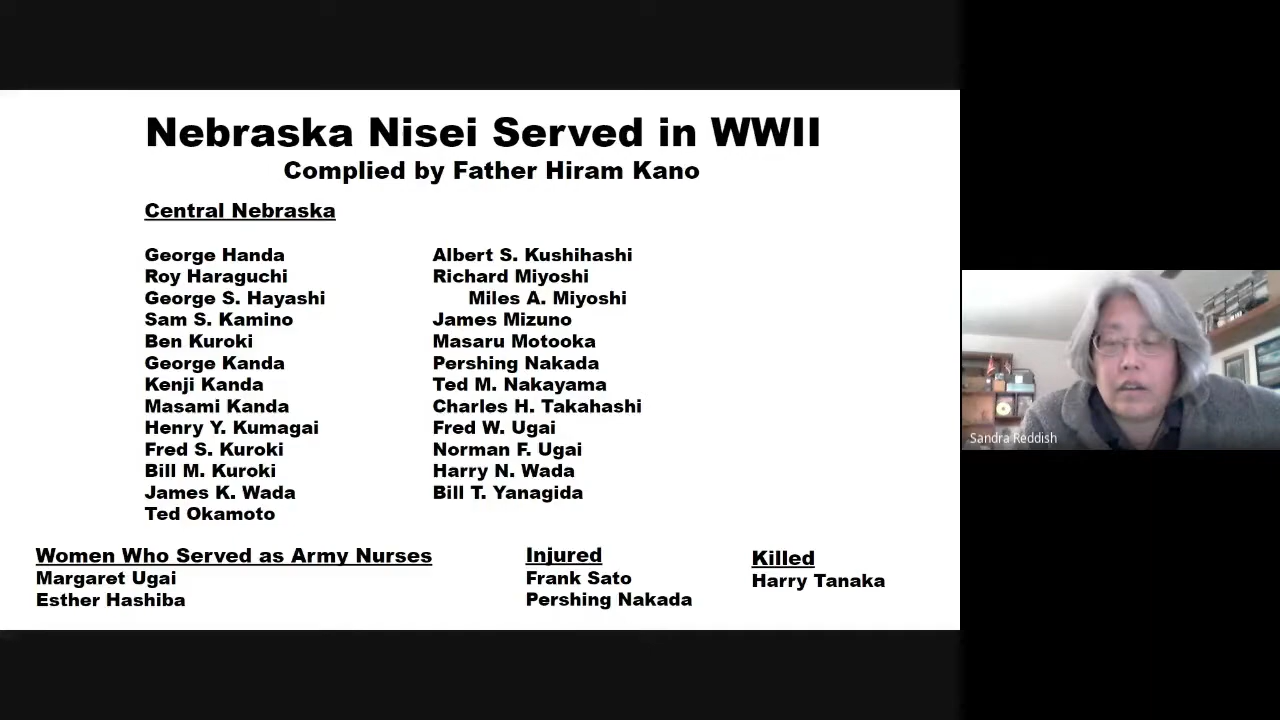 Nebraska Nisei Served in WWII
Complied by Father Hiram Kano
Central Nebraska
George Handa
Roy Haraguchi
George S. Hayashi
Sam S. Kamino
Ben Kuroki
George Kanda
Kenji Kanda
Masami Kanda
Henry Y. Kumagai
Fred S. Kuroki
Bill M. Kuroki
James K. Wada
Ted Okamoto
Albert S. Kushihashi
Richard Miyoshi
Miles A. Miyoshi
James Mizuno
Masaru Motooka
Pershing Nakada
Ted M. Nakayama
Charles H. Takahashi
Fred W. Ugai
Norman F. Ugai
Harry N. Wada
Bill T. Yanagida
Women Who Served as Army Nurses
Margaret Ugai
Esther Hashiba
Injured
Frank Sato
Pershing Nakada
Killed
Harry Tanaka
Sandra Reddish